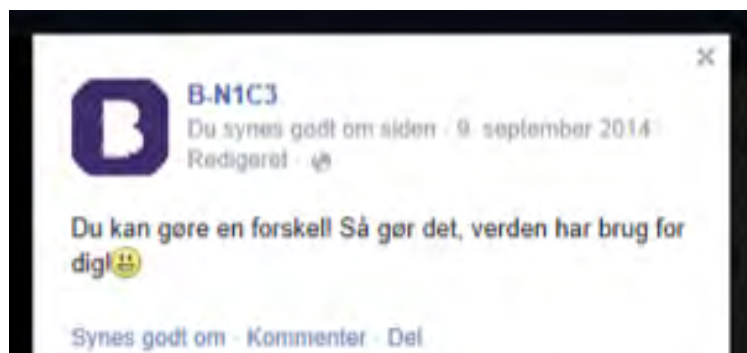 B
B-N1C3
Du synes godt om siden · 9. september 2014
Redigeret ·
Du kan gøre en forskel! Så gør det, verden har brug for
dig!
Synes godt om · Kommenter · Del